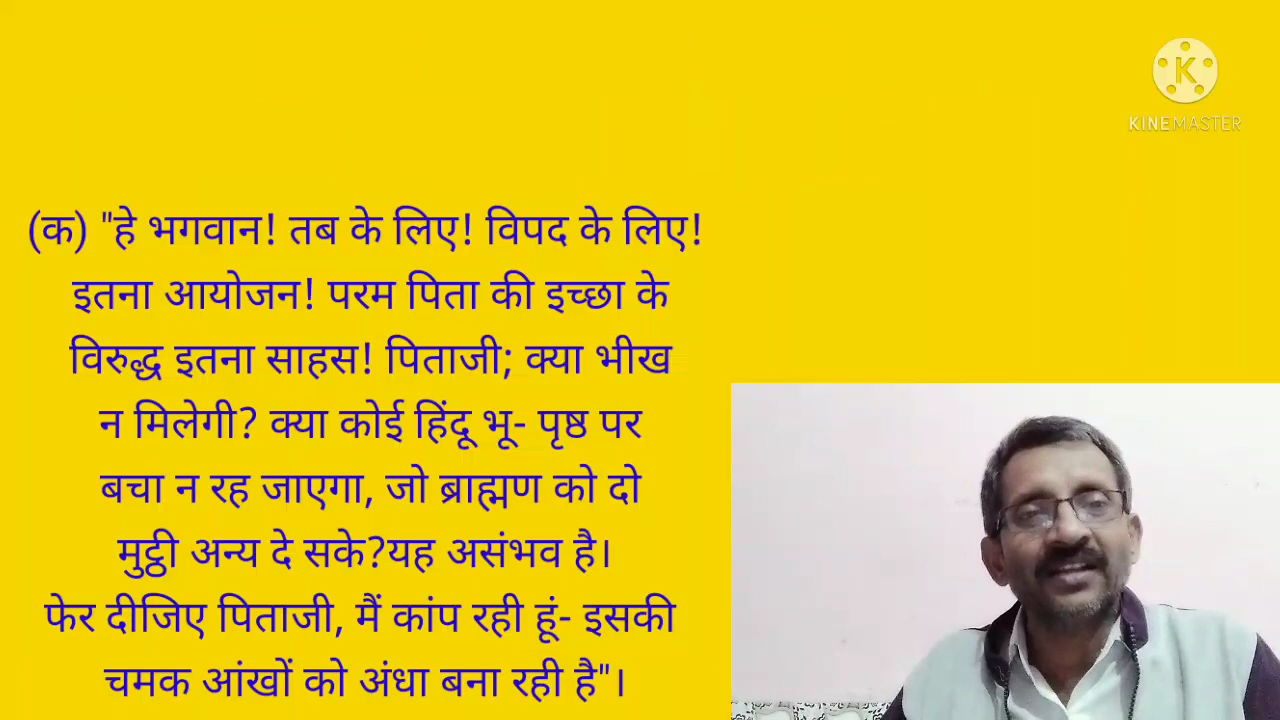 KINEMASTER
(क) "हे भगवान! तब के लिए! विपद के लिए!
इतना आयोजन! परम पिता की इच्छा के
विरुद्ध इतना साहस! पिताजी; क्या भीख
न मिलेगी? क्या कोई हिंदू भू- पृष्ठ पर
बचा न रह जाएगा, जो ब्राह्मण को दो
मुट्ठी अन्य दे सके?यह असंभव है।
फेर दीजिए पिताजी, मैं कांप रही हूं- इसकी
चमक आंखों को अंधा बना रही है"।